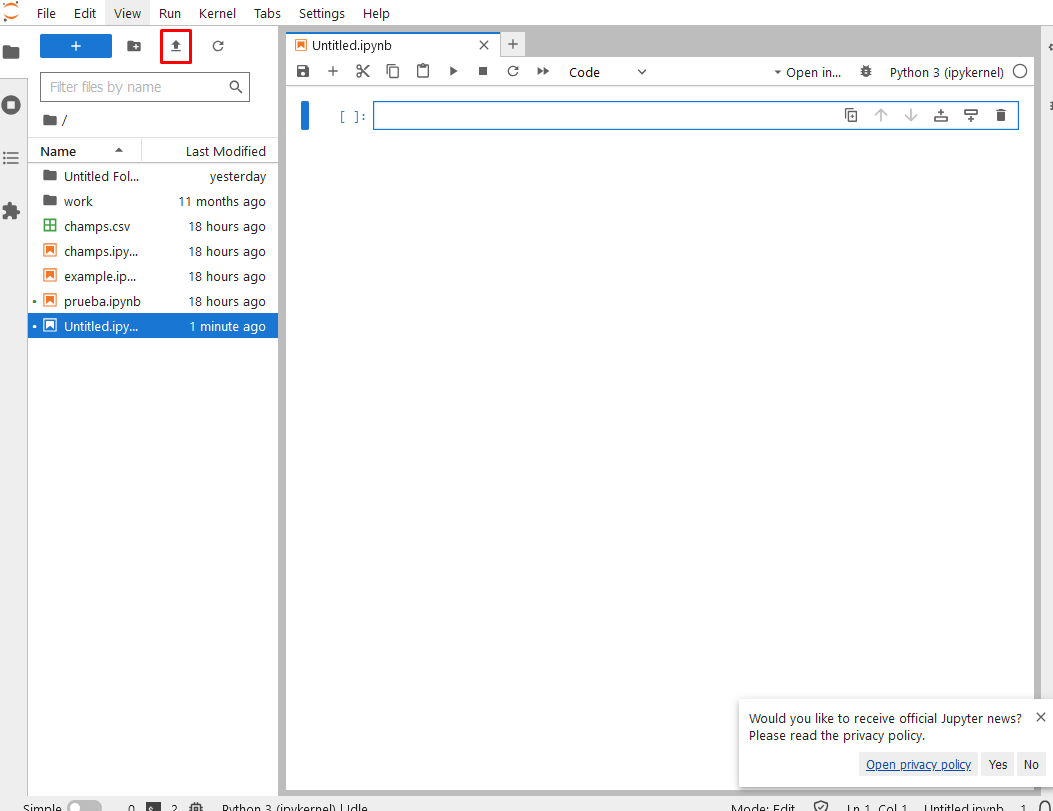 File Edit View Run Kernel Tabs Settings Help
Untitled.ipynb
Code
Open in...
Python 3 (ipykernel)
Filter files by name
/
Name Last Modified
Untitled Fol... yesterday
work 11 months ago
champs.csv 18 hours ago
champs.ipy... 18 hours ago
example.ip... 18 hours ago
prueba.ipynb 18 hours ago
Untitled.ipy... 1 minute ago
[ ]:
Would you like to receive official Jupyter news?
Please read the privacy policy.
Open privacy policy Yes No
Simple 0 $_ 2 Python 3 (ipykernel) | Idle Mode: Edit Ln 1, Col 1 Untitled.ipynb 1